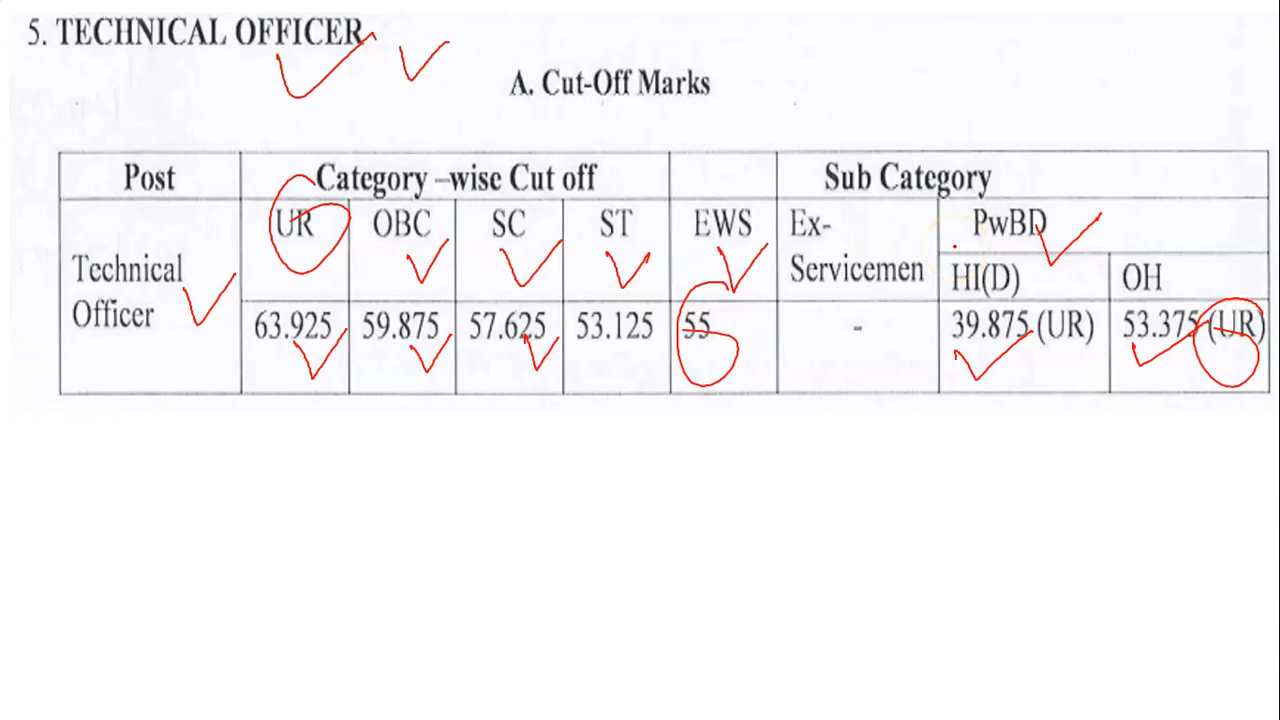 5. TECHNICAL OFFICER
A. Cut-Off Marks
Post Category –wise Cut off Sub Category
UR OBC SC ST EWS Ex- PwBD
Technical Servicemen HI(D) OH
Officer 63.925 59.875 57.625 53.125 55 - 39.875 (UR) 53.375 (UR)